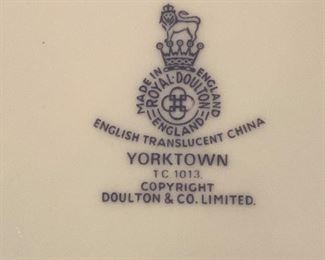 MADE IN ENGLAND
ROYAL·DOULTON
ENGLAND
ENGLISH TRANSLUCENT CHINA
YORKTOWN
T C. 1013.
COPYRIGHT
DOULTON & CO. LIMITED.